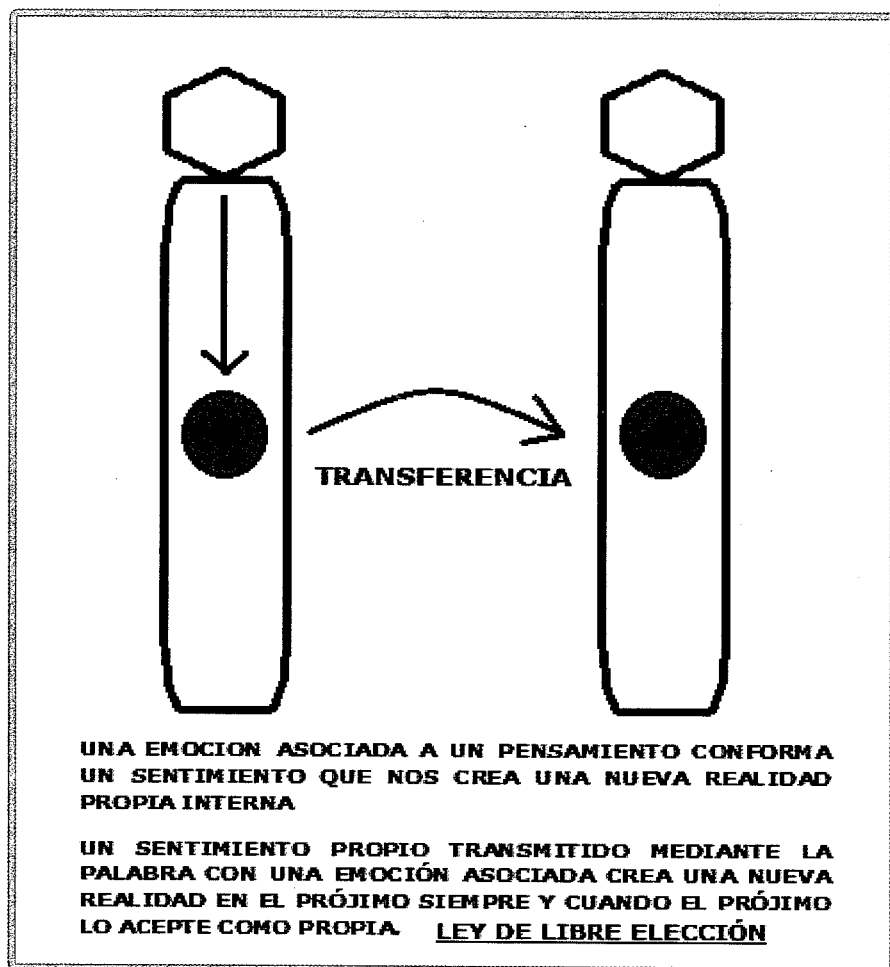 TRANSFERENCIA
UNA EMOCION ASOCIADA A UN PENSAMIENTO CONFORMA
UN SENTIMIENTO QUE NOS CREA UNA NUEVA REALIDAD
PROPIA INTERNA
UN SENTIMIENTO PROPIO TRANSMITIDO MEDIANTE LA
PALABRA CON UNA EMOCIÓN ASOCIADA CREA UNA NUEVA
REALIDAD EN EL PRÓJIMO SIEMPRE Y CUANDO EL PRÓJIMO
LO ACEPTE COMO PROPIA. LEY DE LIBRE ELECCIÓN